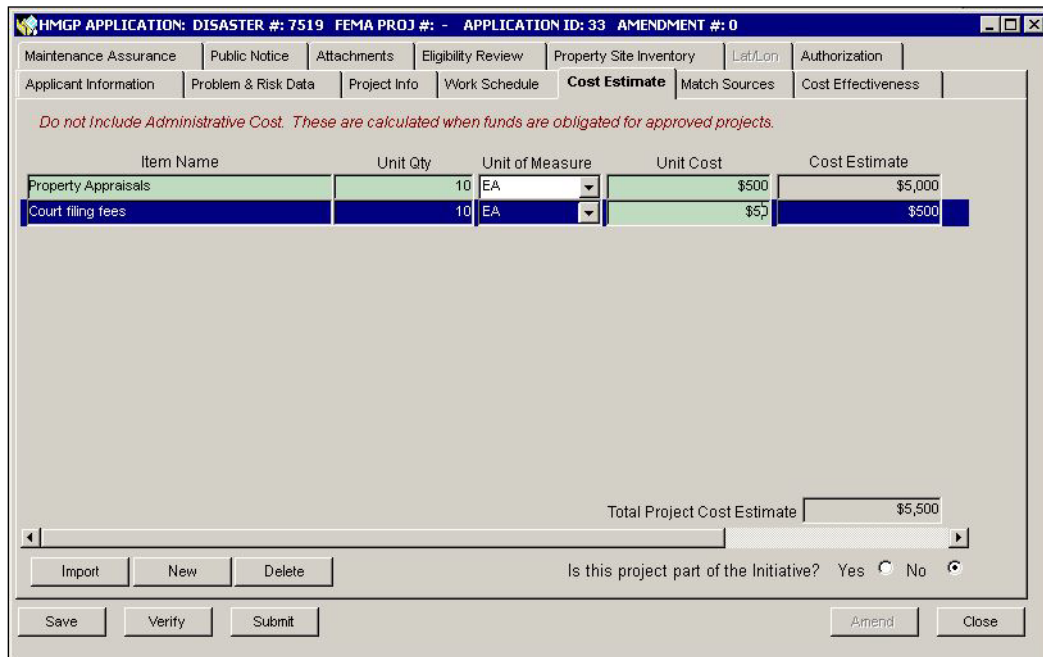 HMGP APPLICATION: DISASTER #: 7519 FEMA PROJ #: - APPLICATION ID: 33 AMENDMENT #: 0
Maintenance Assurance Public Notice Attachments Eligibility Review Property Site Inventory Lat/Lon Authorization
Applicant Information Problem & Risk Data Project Info Work Schedule Cost Estimate Match Sources Cost Effectiveness
Do not Include Administrative Cost. These are calculated when funds are obligated for approved projects.
Item Name Unit Qty Unit of Measure Unit Cost Cost Estimate
Property Appraisals 10 EA $500 $5,000
Court filing fees 10 EA $50 $500
Total Project Cost Estimate $5,500
Import New Delete Is this project part of the Initiative? Yes No
Save Verify Submit Amend Close